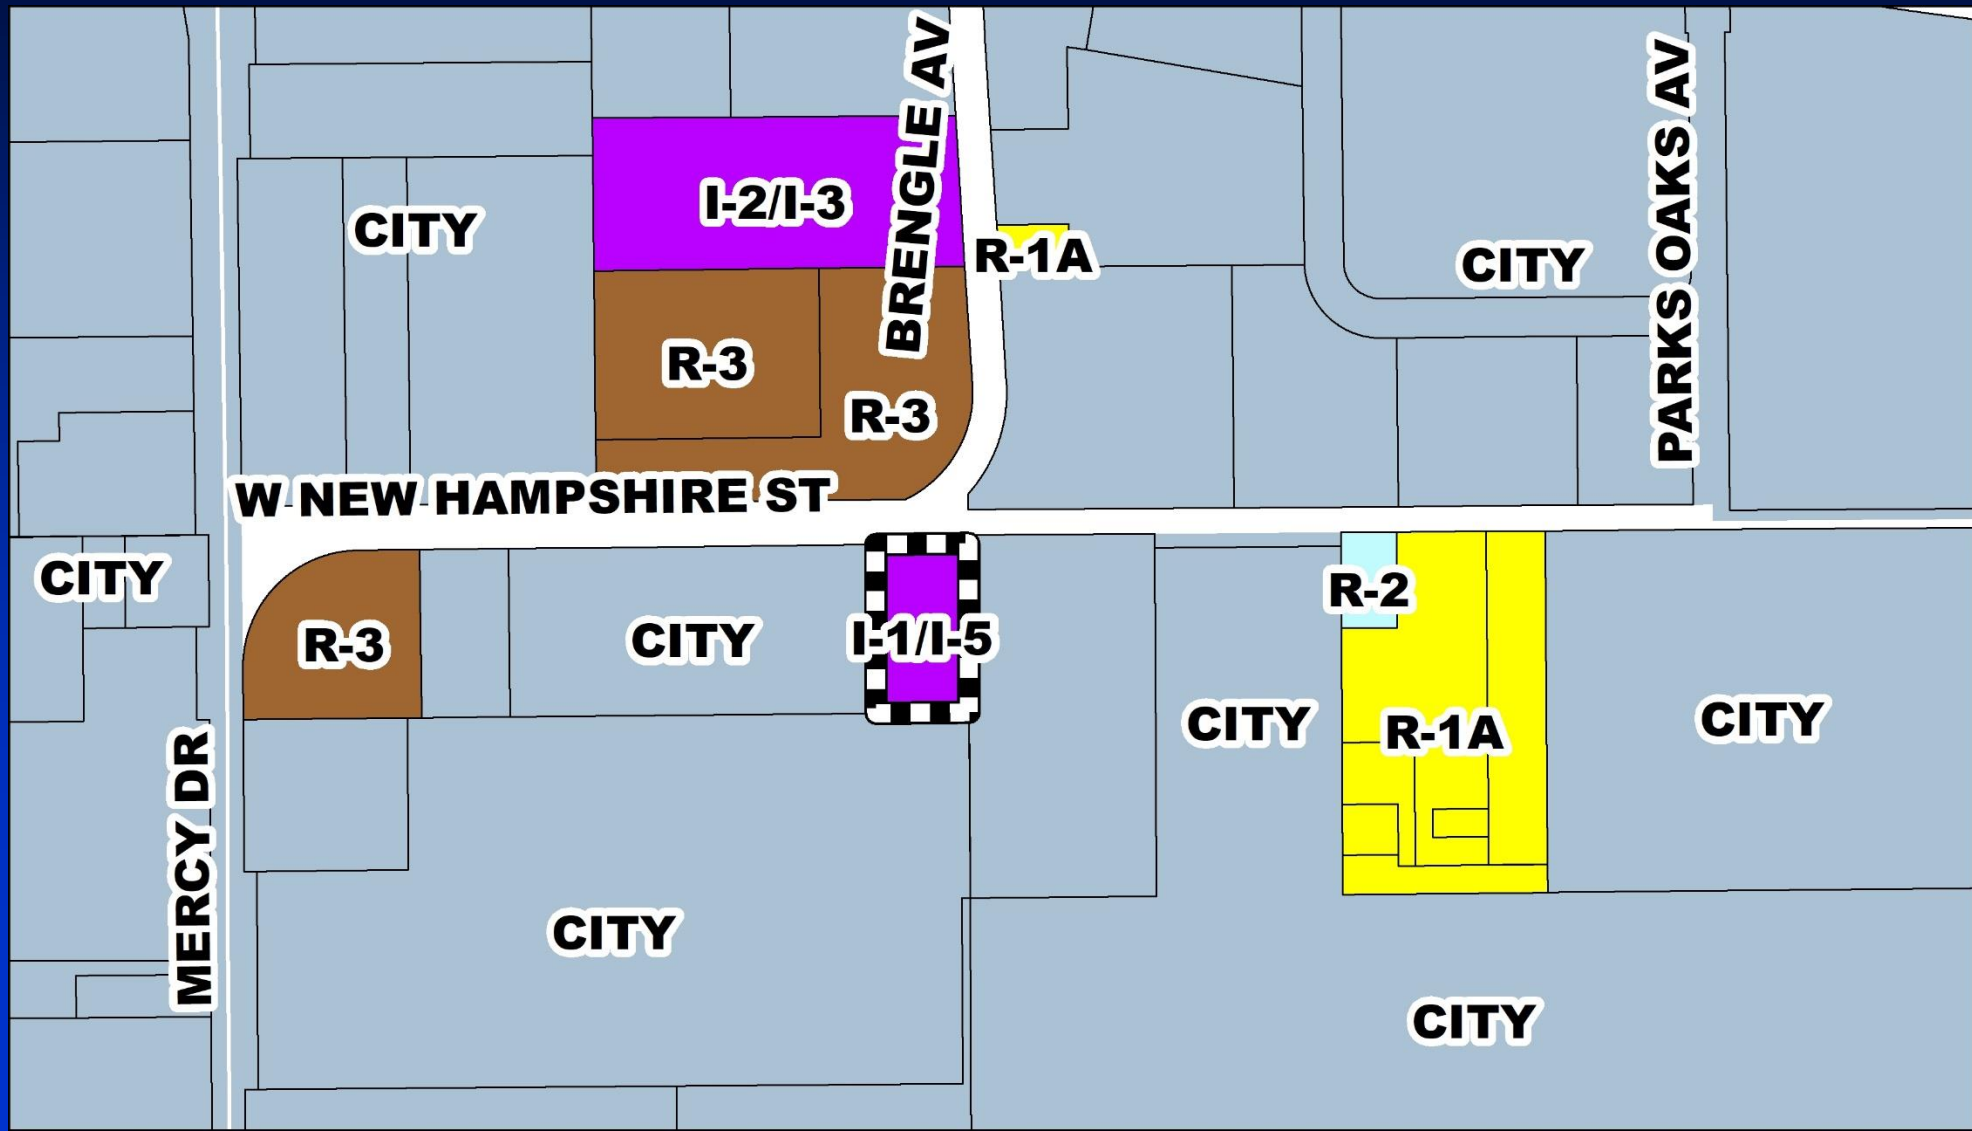 BRENGLE AV
PARKS OAKS AV
I-2/I-3
CITY
R-1A
CITY
R-3
R-3
W NEW HAMPSHIRE ST
CITY
R-2
R-3
CITY
I-1/I-5
CITY
R-1A
CITY
MERCY DR
CITY
CITY